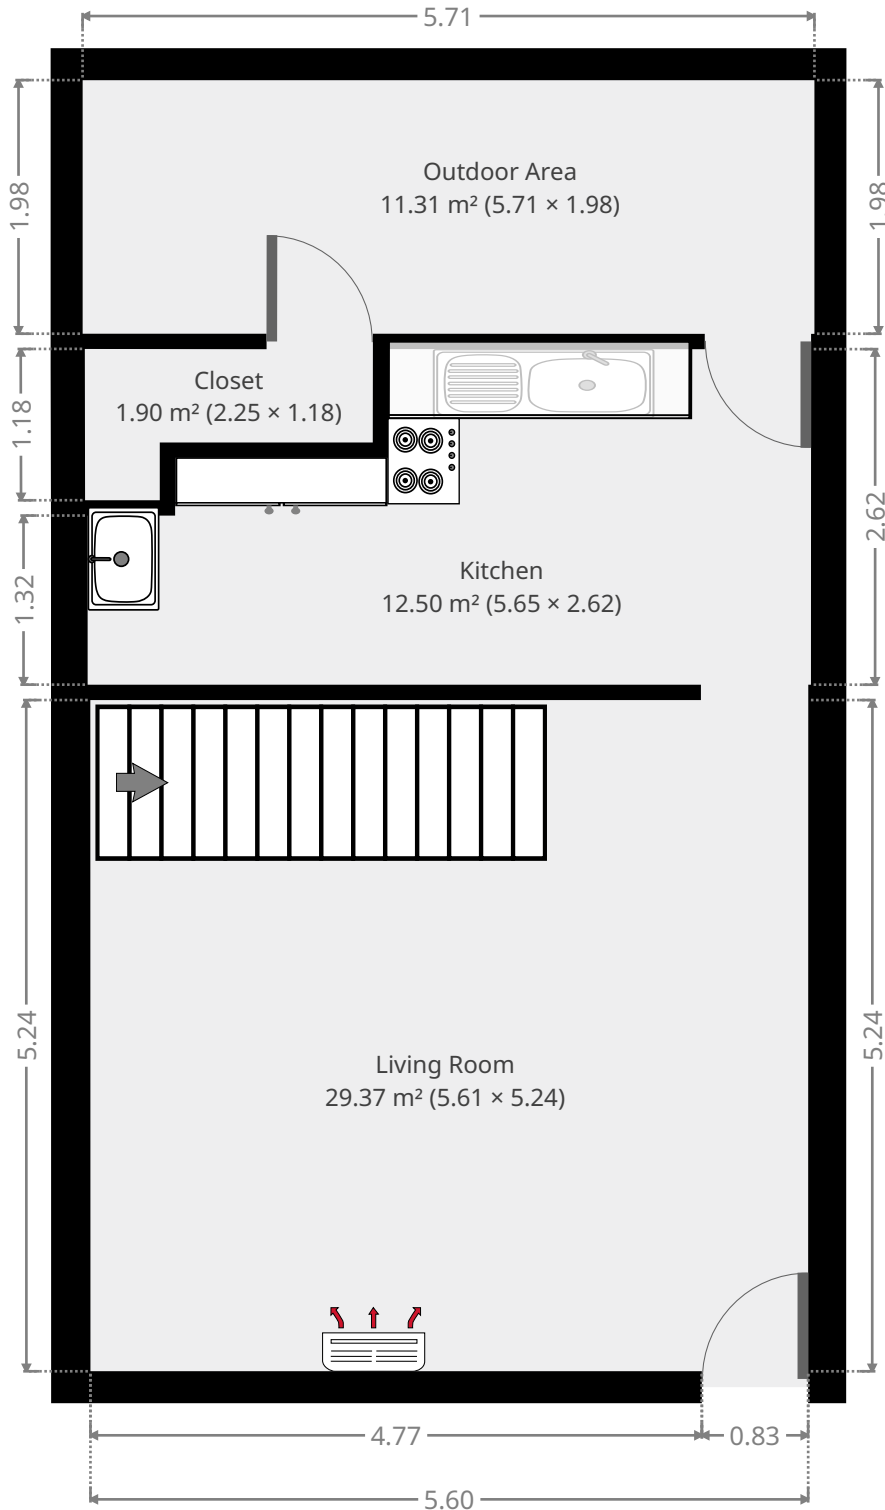 5.71
1.98
1.98
Outdoor Area
11.31 m² (5.71 × 1.98)
Closet
1.90 m² (2.25 × 1.18)
1.18
2.62
Kitchen
12.50 m² (5.65 × 2.62)
1.32
5.24
5.24
Living Room
29.37 m² (5.61 × 5.24)
4.77
0.83
5.60